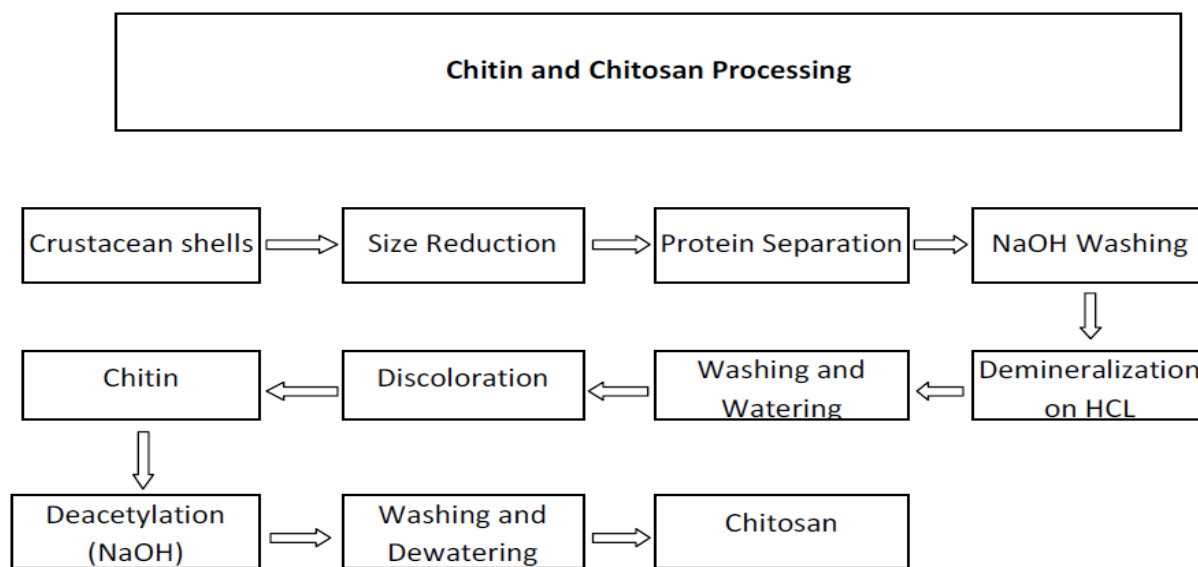 Chitin and Chitosan Processing
Crustacean shells
Size Reduction
Protein Separation
NaOH Washing
Chitin
Discoloration
Washing and
Watering
Demineralization
on HCL
Deacetylation
(NaOH)
Washing and
Dewatering
Chitosan